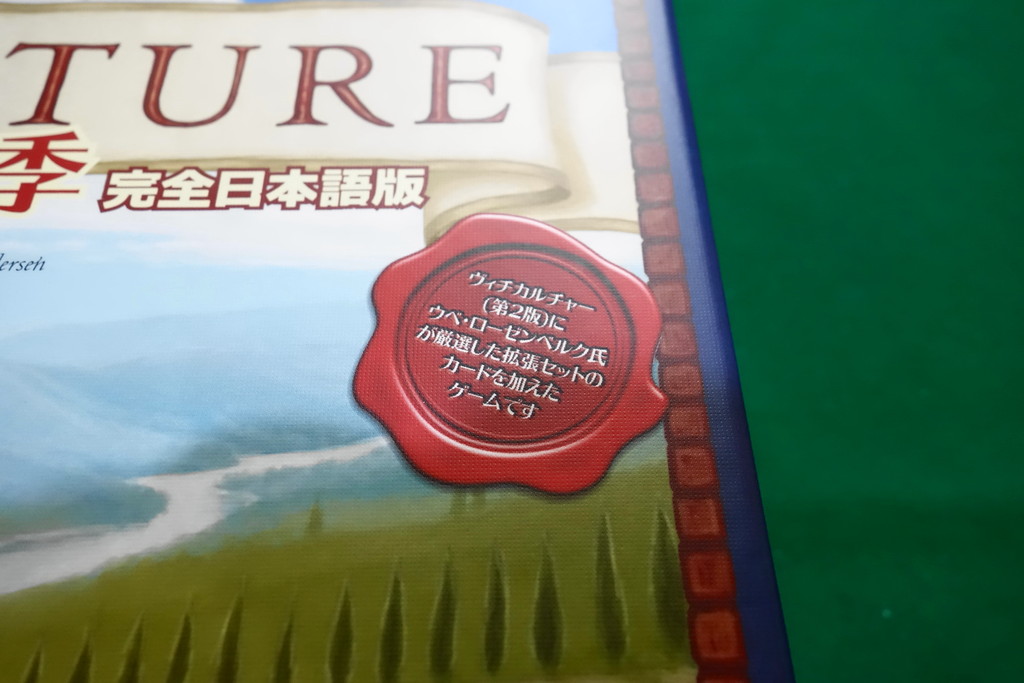 TURE
季 完全日本語版
ersen
ヴィチカルチャー
(第2版)に
ウベ・ローゼンベルク氏
が厳選した拡張セットの
カードを加えた
ゲームです